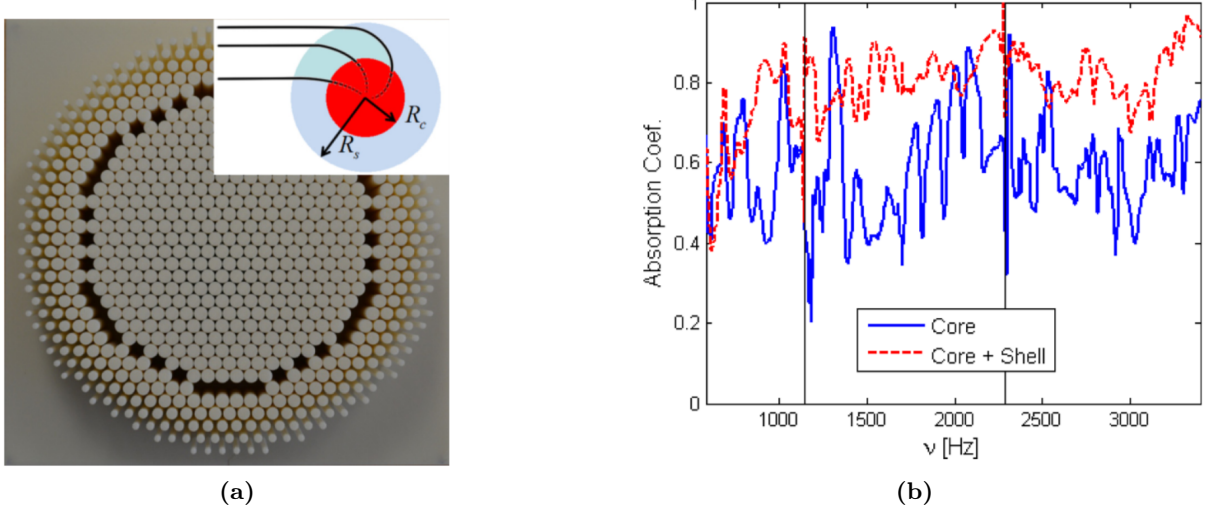 R_c
R_s
1
0.8
0.6
0.4
0.2
0
Absorption Coef.
Core
Core + Shell
1000
1500
2000
2500
3000
ν [Hz]
(a)
(b)